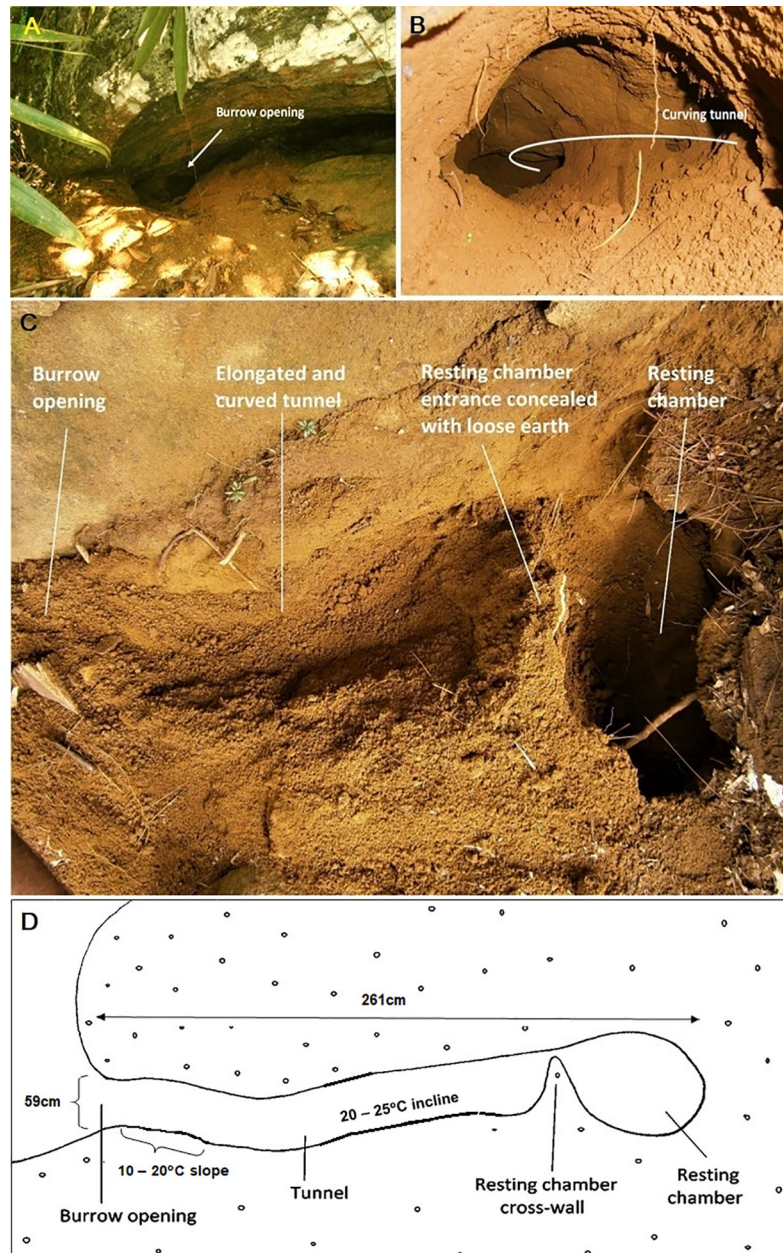 A
Burrow opening
B
Curving tunnel
C
Burrow
opening
Elongated and
curved tunnel
Resting chamber
entrance concealed
with loose earth
Resting
chamber
D
261cm
59cm
20 – 25°C incline
10 – 20°C slope
Tunnel
Burrow opening
Resting chamber
cross-wall
Resting
chamber